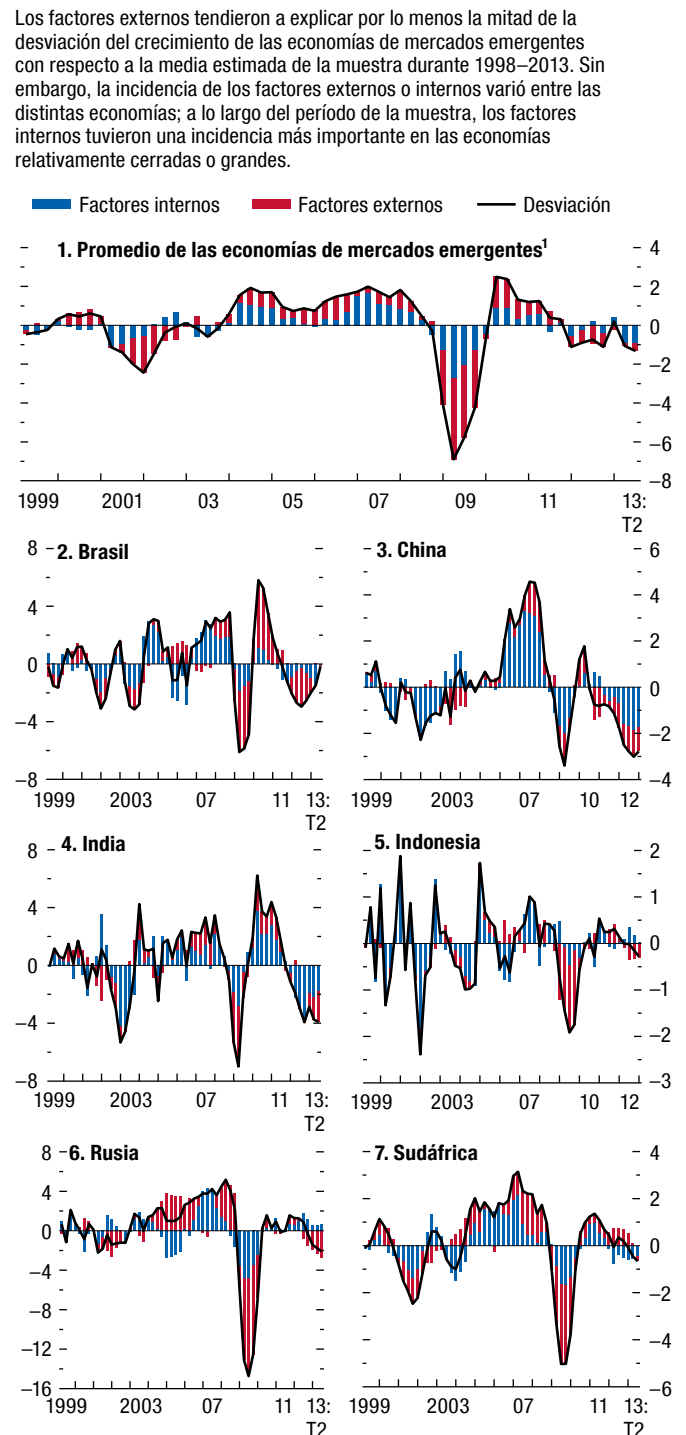 Los factores externos tendieron a explicar por lo menos la mitad de la
desviación del crecimiento de las economías de mercados emergentes
con respecto a la media estimada de la muestra durante 1998–2013. Sin
embargo, la incidencia de los factores externos o internos varió entre las
distintas economías; a lo largo del período de la muestra, los factores
internos tuvieron una incidencia más importante en las economías
relativamente cerradas o grandes.
Factores internos Factores externos Desviación
1. Promedio de las economías de mercados emergentes¹
4
2
0
–2
–4
–6
–8
1999 2001 03 05 07 09 11 13:
T2
2. Brasil
8
4
0
–4
–8
1999 2003 07 11 13:
T2
3. China
6
4
2
0
–2
–4
1999 2003 07 10 12
4. India
8
4
0
–4
–8
1999 2003 07 11 13:
T2
5. Indonesia
2
1
0
–1
–2
–3
1999 2003 07 10 12
6. Rusia
8
4
0
–4
–8
–12
–16
1999 2003 07 11 13:
T2
7. Sudáfrica
4
2
0
–2
–4
–6
1999 2003 07 11 13:
T2